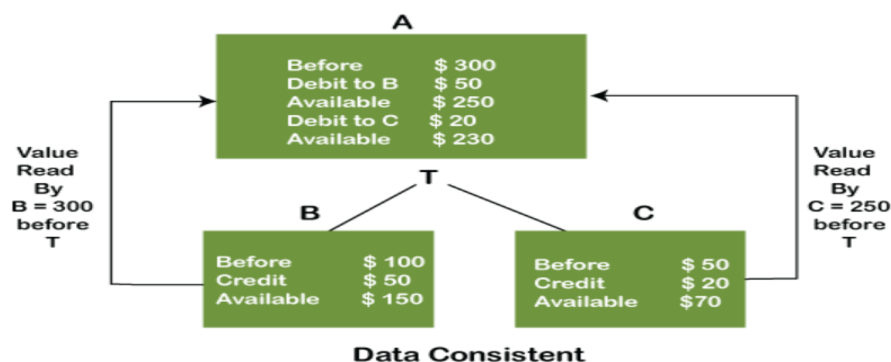 A
Before $ 300
Debit to B $ 50
Available $ 250
Debit to C $ 20
Available $ 230
Value
Read
By
B = 300
before
T
Value
Read
By
C = 250
before
T
T
B
Before $ 100
Credit $ 50
Available $ 150
C
Before $ 50
Credit $ 20
Available $70
Data Consistent